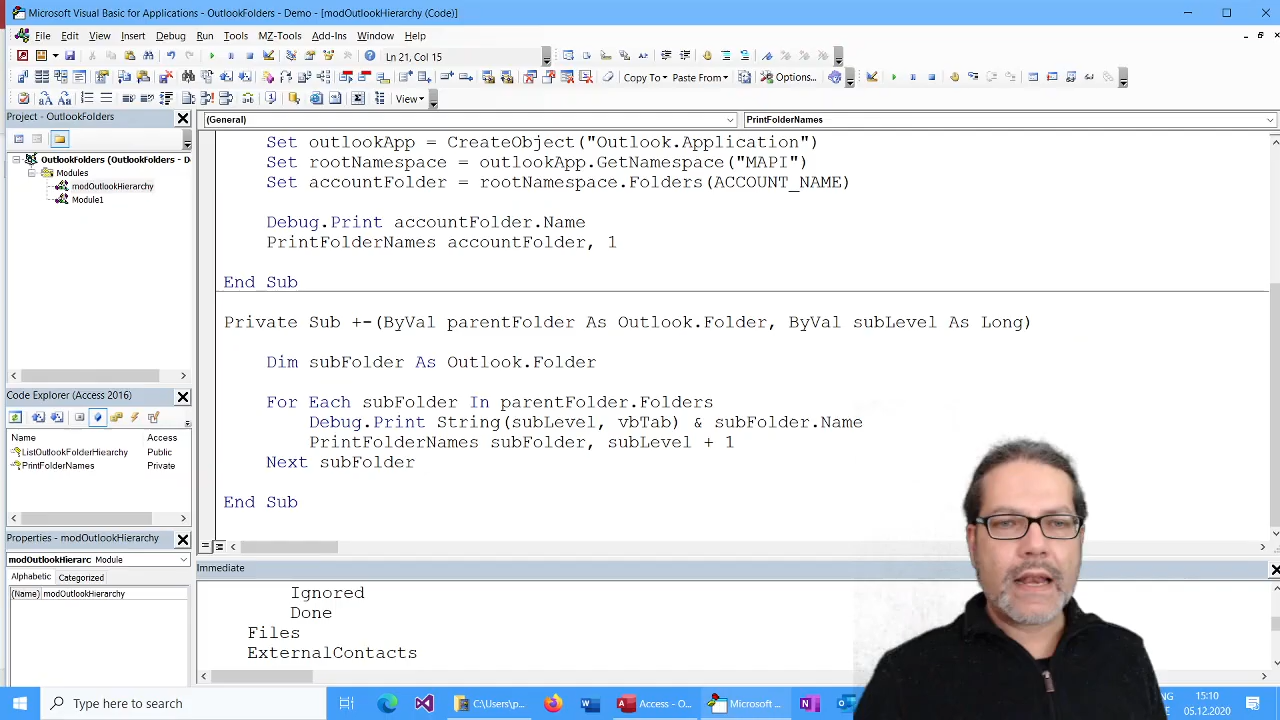 Microsoft Visual Basic for Applications - OutlookFolders - Demo - [modOutlookHierarchy (Code)]
File Edit View Insert Debug Run Tools MZ-Tools Add-Ins Window Help
Ln 21, Col 15
Copy To Paste From Options...
View
Project - OutlookFolders
(General) PrintFolderNames
OutlookFolders (OutlookFolders - D
Modules
modOutlookHierarchy
Module1
Set outlookApp = CreateObject("Outlook.Application")
Set rootNamespace = outlookApp.GetNamespace("MAPI")
Set accountFolder = rootNamespace.Folders(ACCOUNT_NAME)
Debug.Print accountFolder.Name
PrintFolderNames accountFolder, 1
End Sub
Private Sub +-(ByVal parentFolder As Outlook.Folder, ByVal subLevel As Long)
Dim subFolder As Outlook.Folder
For Each subFolder In parentFolder.Folders
Debug.Print String(subLevel, vbTab) & subFolder.Name
PrintFolderNames subFolder, subLevel + 1
Next subFolder
End Sub
Code Explorer (Access 2016)
Name Access
ListOutlookFolderHierarchy Public
PrintFolderNames Private
Properties - modOutlookHierarchy
modOutlookHierarc Module
Alphabetic Categorized
(Name) modOutlookHierarchy
Immediate
Ignored
Done
Files
ExternalContacts
Type here to search
C:\Users\p...
Access - O...
Microsoft ...
NG
15:10
05.12.2020